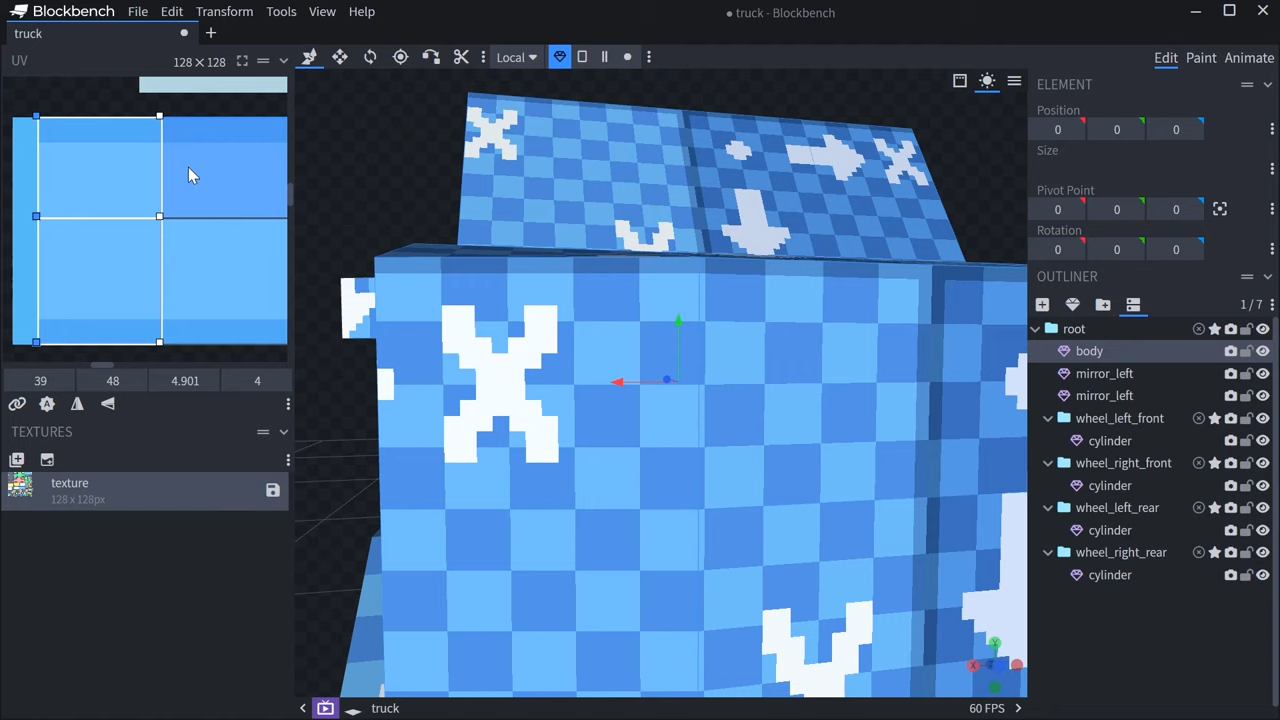 Blockbench File Edit Transform Tools View Help
● truck - Blockbench
truck
UV 128 × 128
Local
Edit Paint Animate
ELEMENT
Position
0 0 0
Size
Pivot Point
0 0 0
Rotation
0 0 0
39 48 4.901 4
TEXTURES
texture
128 x 128px
OUTLINER
1 / 7
root
body
mirror_left
mirror_left
wheel_left_front
cylinder
wheel_right_front
cylinder
wheel_left_rear
cylinder
wheel_right_rear
cylinder
Y
X
truck
60 FPS